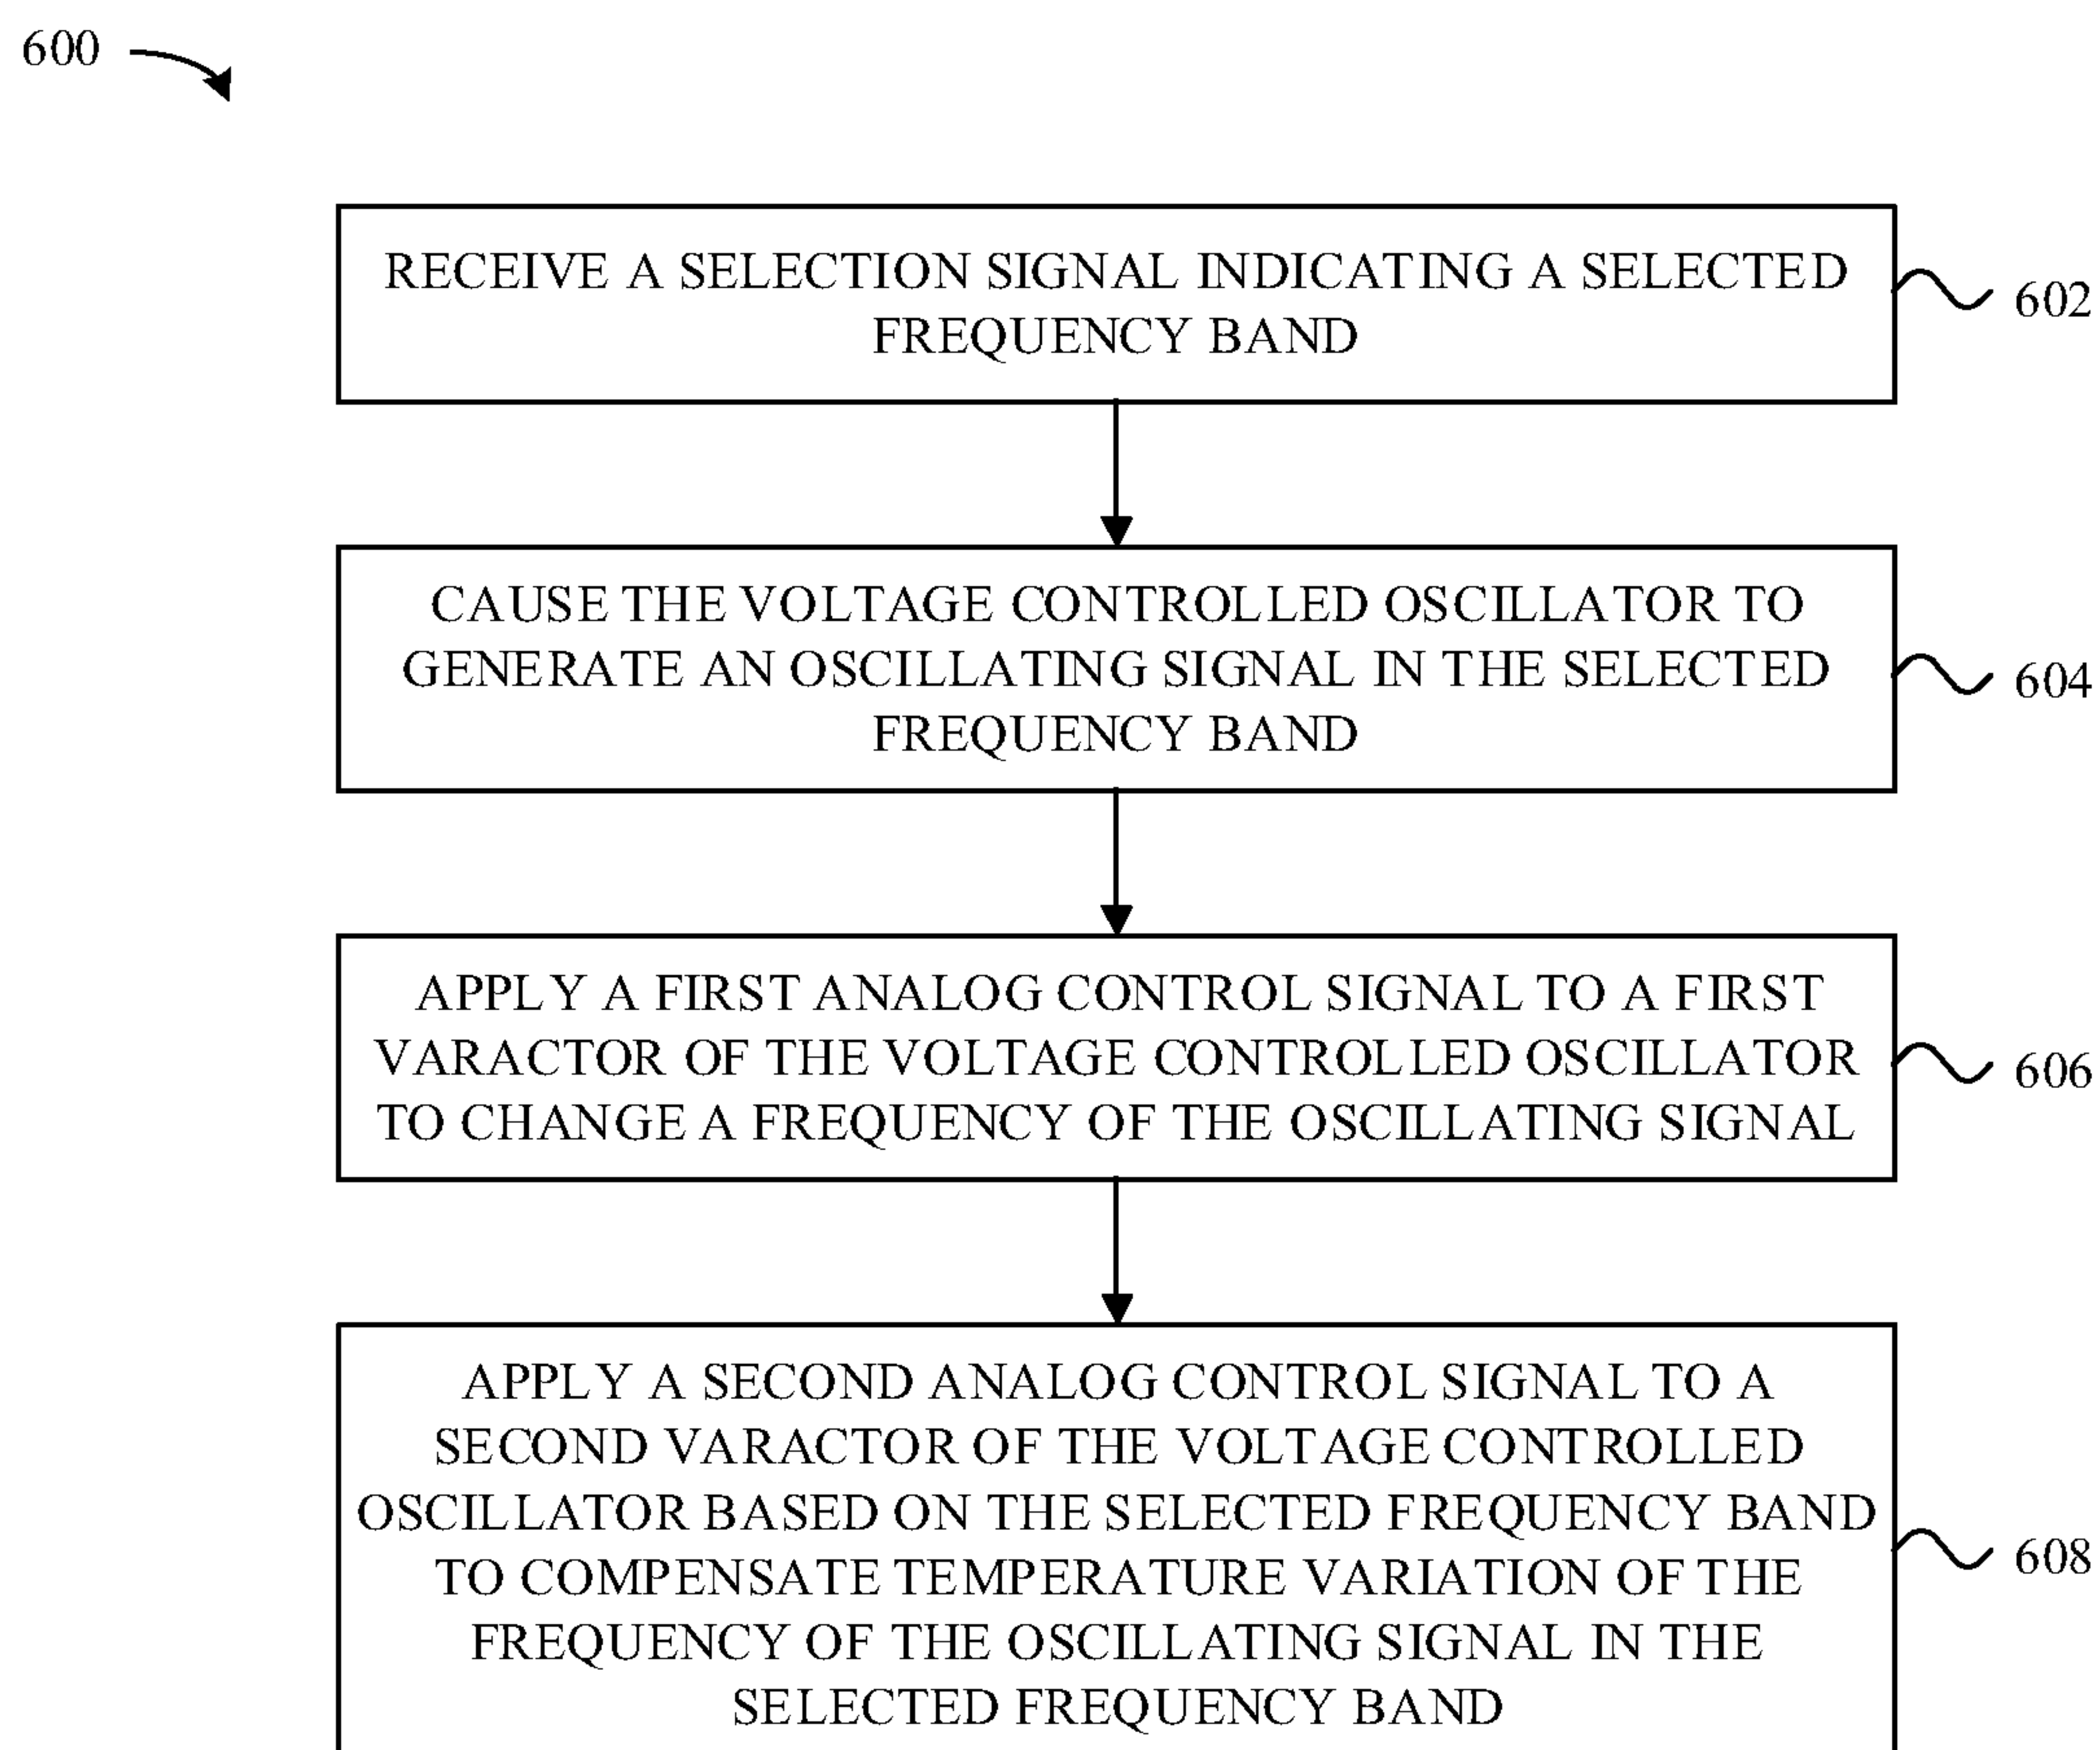 600
RECEIVE A SELECTION SIGNAL INDICATING A SELECTED
FREQUENCY BAND
602
CAUSE THE VOLTAGE CONTROLLED OSCILLATOR TO
GENERATE AN OSCILLATING SIGNAL IN THE SELECTED
FREQUENCY BAND
604
APPLY A FIRST ANALOG CONTROL SIGNAL TO A FIRST
VARACTOR OF THE VOLTAGE CONTROLLED OSCILLATOR
TO CHANGE A FREQUENCY OF THE OSCILLATING SIGNAL
606
APPLY A SECOND ANALOG CONTROL SIGNAL TO A
SECOND VARACTOR OF THE VOLTAGE CONTROLLED
OSCILLATOR BASED ON THE SELECTED FREQUENCY BAND
TO COMPENSATE TEMPERATURE VARIATION OF THE
FREQUENCY OF THE OSCILLATING SIGNAL IN THE
SELECTED FREQUENCY BAND
608